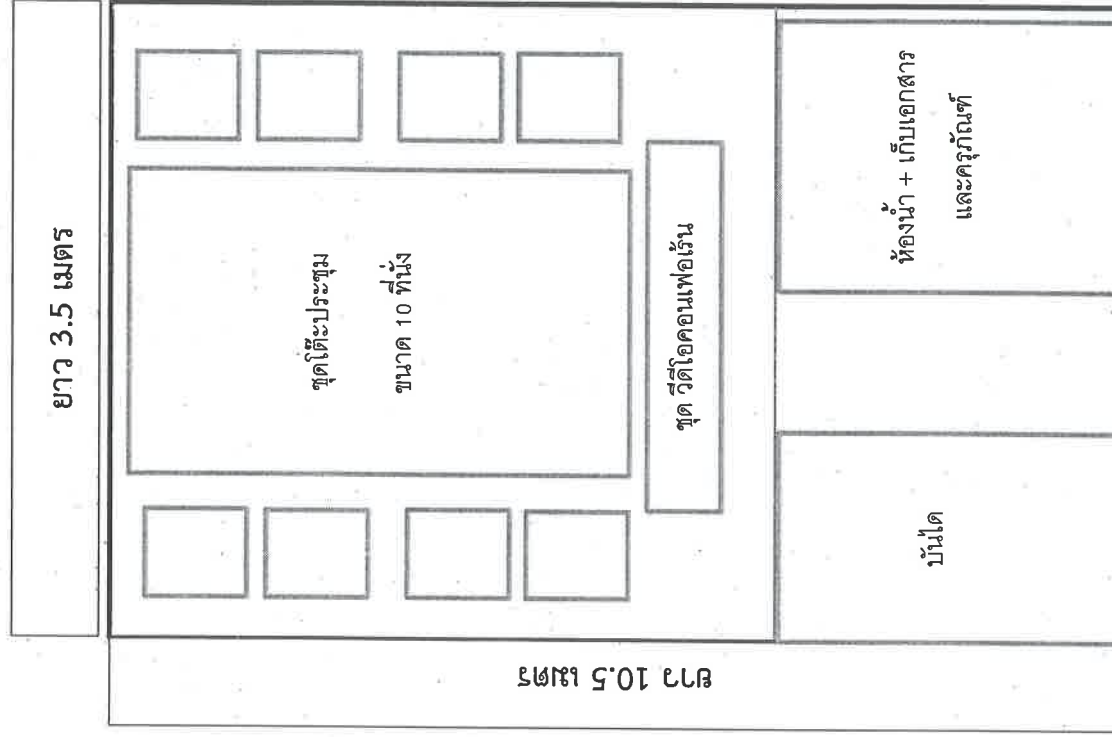 ยาว 3.5 เมตร
ชุดโต๊ะประชุม
ขนาด 10 ที่นั่ง
ชุด วีดีโอคอนเฟอเร้น
ห้องน้ำ + เก็บเอกสาร
และครุภัณฑ์
บันได
ยาว 10.5 เมตร